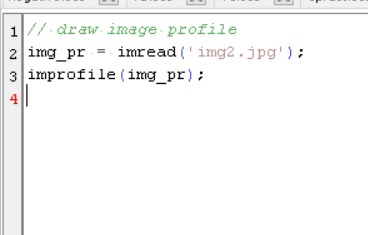 1 // draw image profile
2 img_pr = imread('img2.jpg');
3 improfile(img_pr);
4